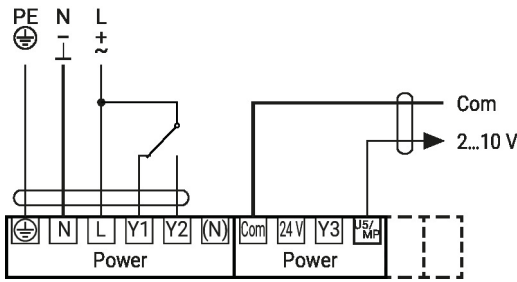 PE N L
– +
⊥ ~
Com
2...10 V
N L Y1 Y2 (N) Com 24 V Y3 U5/
MP
Power Power